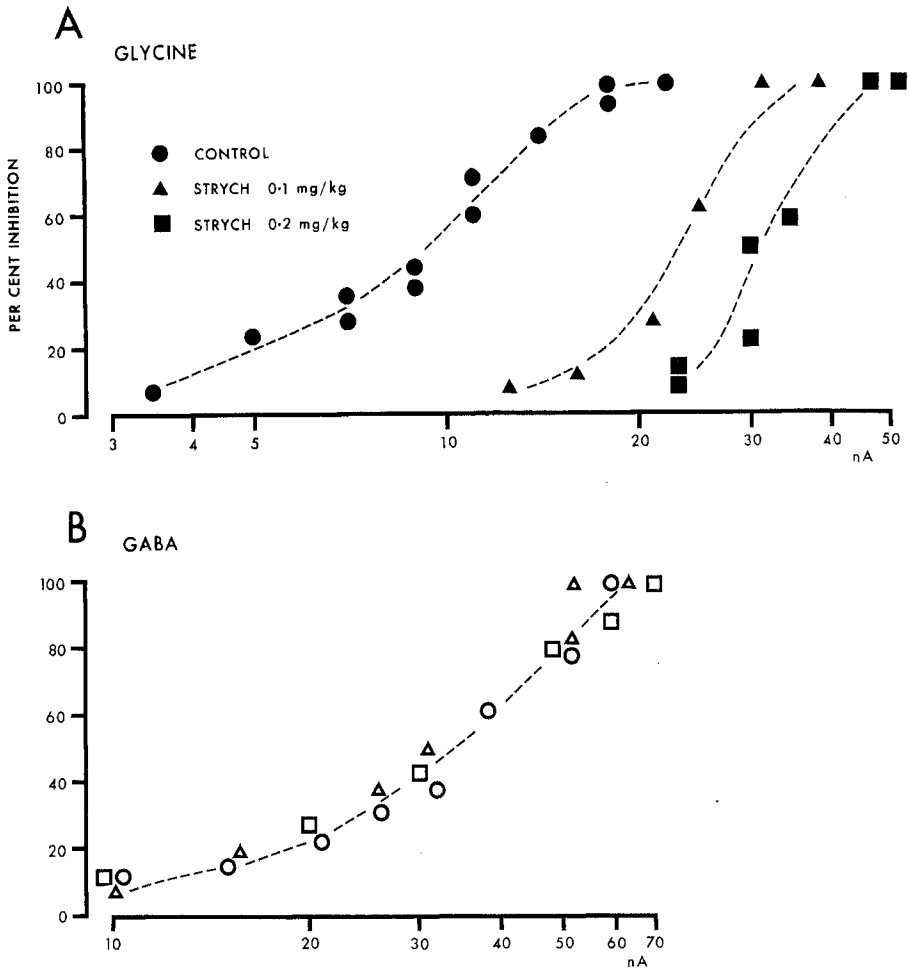 A
GLYCINE
100
80
60
40
20
0
PER CENT INHIBITION
CONTROL
STRYCH 0·1 mg/kg
STRYCH 0·2 mg/kg
3 4 5 10 20 30 40 50
nA
B
GABA
100
80
60
40
20
0
10 20 30 40 50 60 70
nA